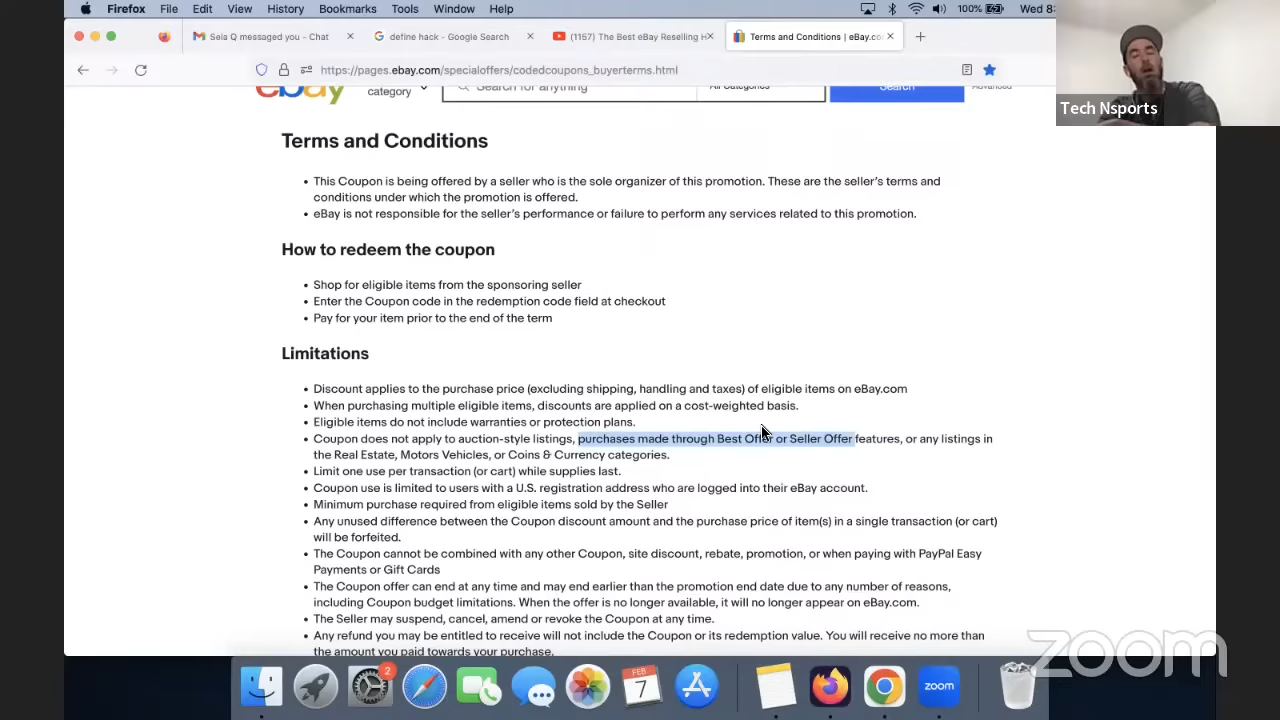 Firefox File Edit View History Bookmarks Tools Window Help 100% Wed 8:
Seia Q messaged you - Chat
define hack - Google Search
(1157) The Best eBay Reselling H
Terms and Conditions | eBay.co
https://pages.ebay.com/specialoffers/codedcoupons_buyerterms.html
ebay category Search for anything All Categories Search Advanced
Tech Nsports
Terms and Conditions
• This Coupon is being offered by a seller who is the sole organizer of this promotion. These are the seller's terms and
conditions under which the promotion is offered.
• eBay is not responsible for the seller's performance or failure to perform any services related to this promotion.
How to redeem the coupon
• Shop for eligible items from the sponsoring seller
• Enter the Coupon code in the redemption code field at checkout
• Pay for your item prior to the end of the term
Limitations
• Discount applies to the purchase price (excluding shipping, handling and taxes) of eligible items on eBay.com
• When purchasing multiple eligible items, discounts are applied on a cost-weighted basis.
• Eligible items do not include warranties or protection plans.
• Coupon does not apply to auction-style listings, purchases made through Best Offer or Seller Offer features, or any listings in
the Real Estate, Motors Vehicles, or Coins & Currency categories.
• Limit one use per transaction (or cart) while supplies last.
• Coupon use is limited to users with a U.S. registration address who are logged into their eBay account.
• Minimum purchase required from eligible items sold by the Seller
• Any unused difference between the Coupon discount amount and the purchase price of item(s) in a single transaction (or cart)
will be forfeited.
• The Coupon cannot be combined with any other Coupon, site discount, rebate, promotion, or when paying with PayPal Easy
Payments or Gift Cards
• The Coupon offer can end at any time and may end earlier than the promotion end date due to any number of reasons,
including Coupon budget limitations. When the offer is no longer available, it will no longer appear on eBay.com.
• The Seller may suspend, cancel, amend or revoke the Coupon at any time.
• Any refund you may be entitled to receive will not include the Coupon or its redemption value. You will receive no more than
the amount you paid towards your purchase.
zoom
2
FEB
7
zoom